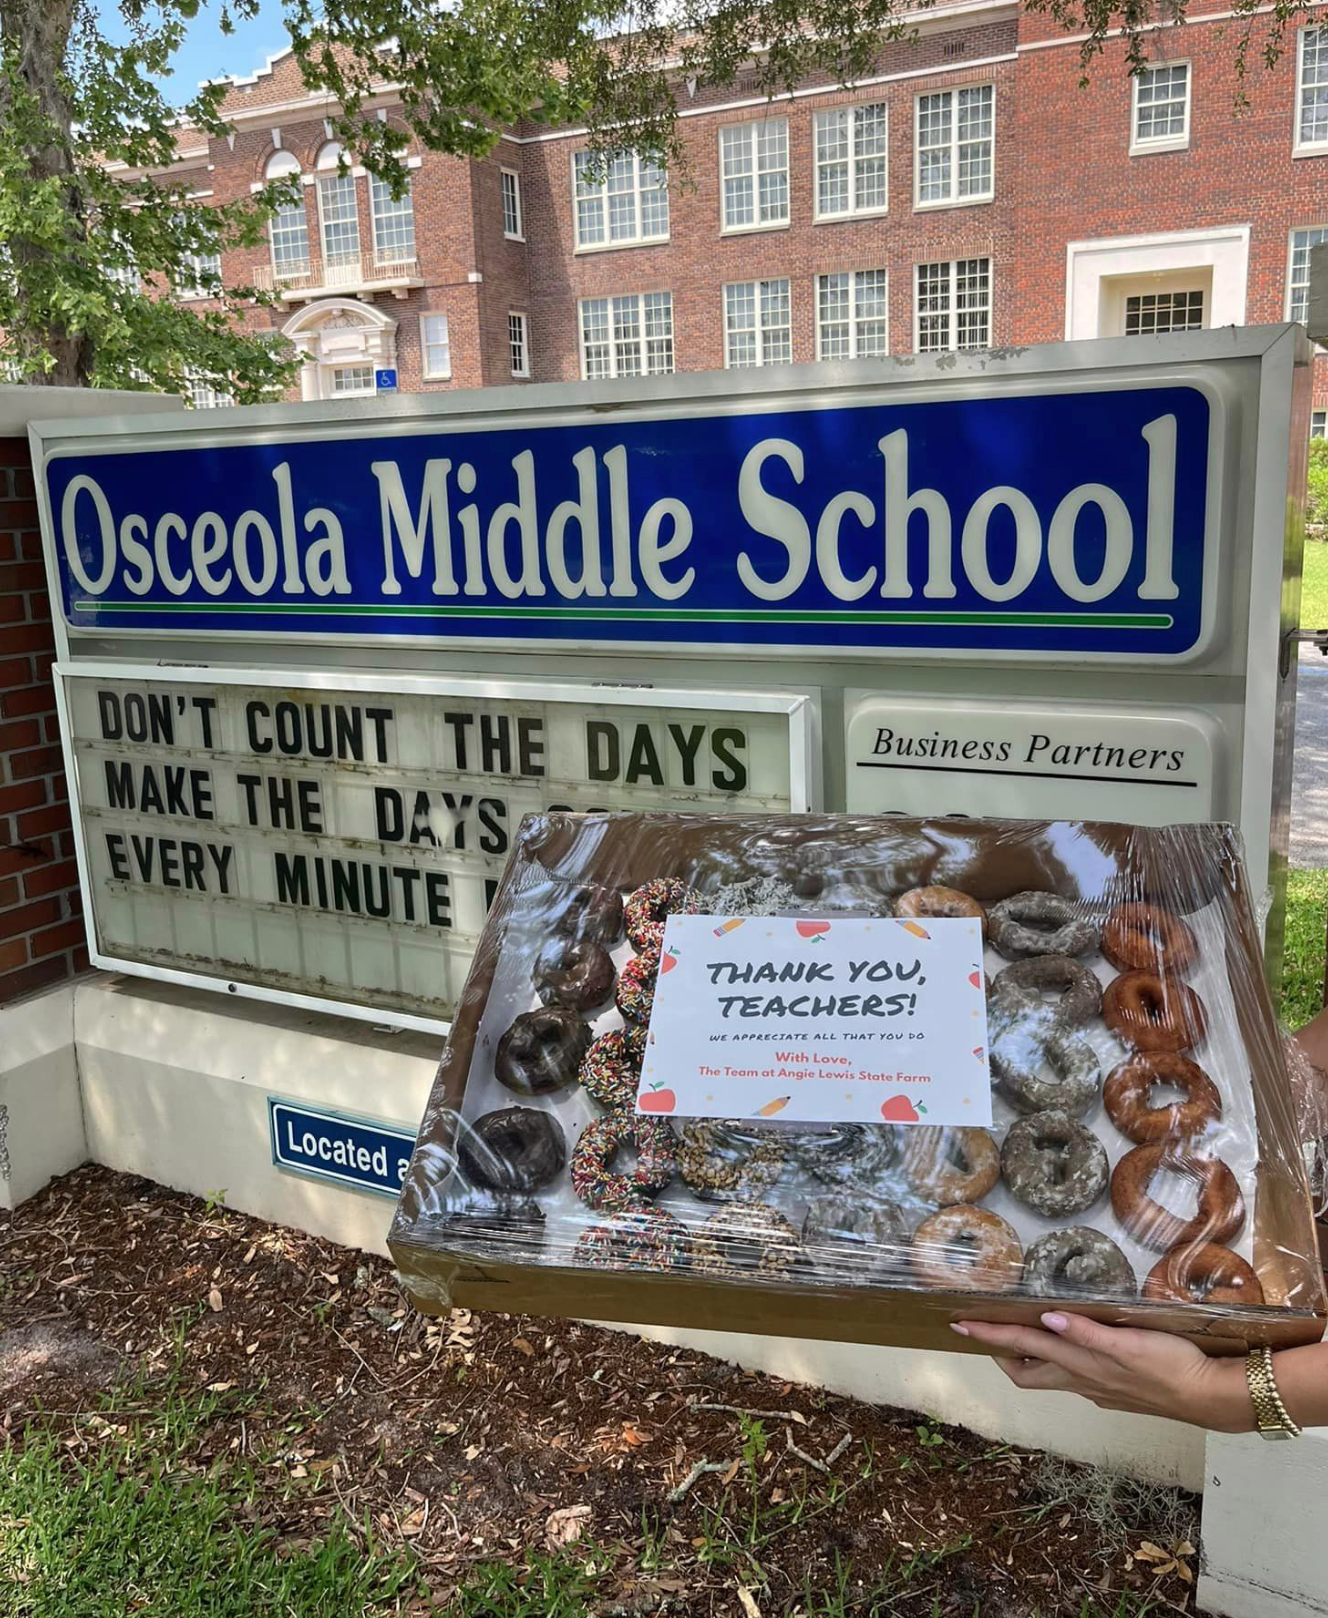 Osceola Middle School
DON'T COUNT THE DAYS
MAKE THE DAYS
EVERY MINUTE
Business Partners
THANK YOU,
TEACHERS!
WE APPRECIATE ALL THAT YOU DO
With Love,
The Team at Angie Lewis State Farm
Located